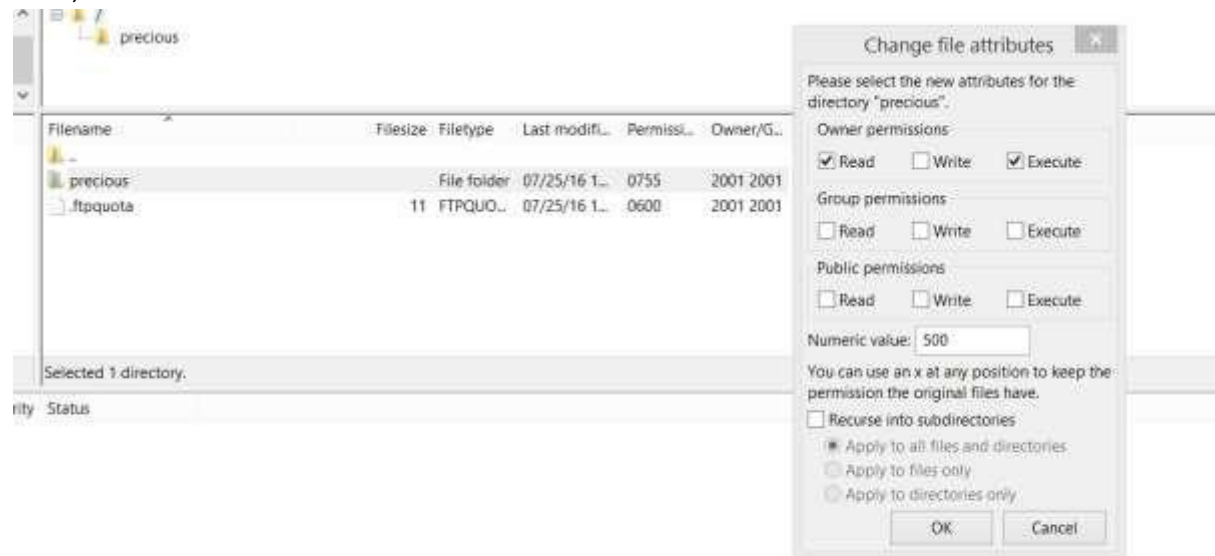 /
precious
Filename Filesize Filetype Last modifi... Permissi... Owner/G...
..
precious File folder 07/25/16 1... 0755 2001 2001
.ftpquota 11 FTPQUO... 07/25/16 1... 0600 2001 2001
Selected 1 directory.
rity Status
Change file attributes
Please select the new attributes for the
directory "precious".
Owner permissions
Read Write Execute
Group permissions
Read Write Execute
Public permissions
Read Write Execute
Numeric value: 500
You can use an x at any position to keep the
permission the original files have.
Recurse into subdirectories
Apply to all files and directories
Apply to files only
Apply to directories only
OK Cancel